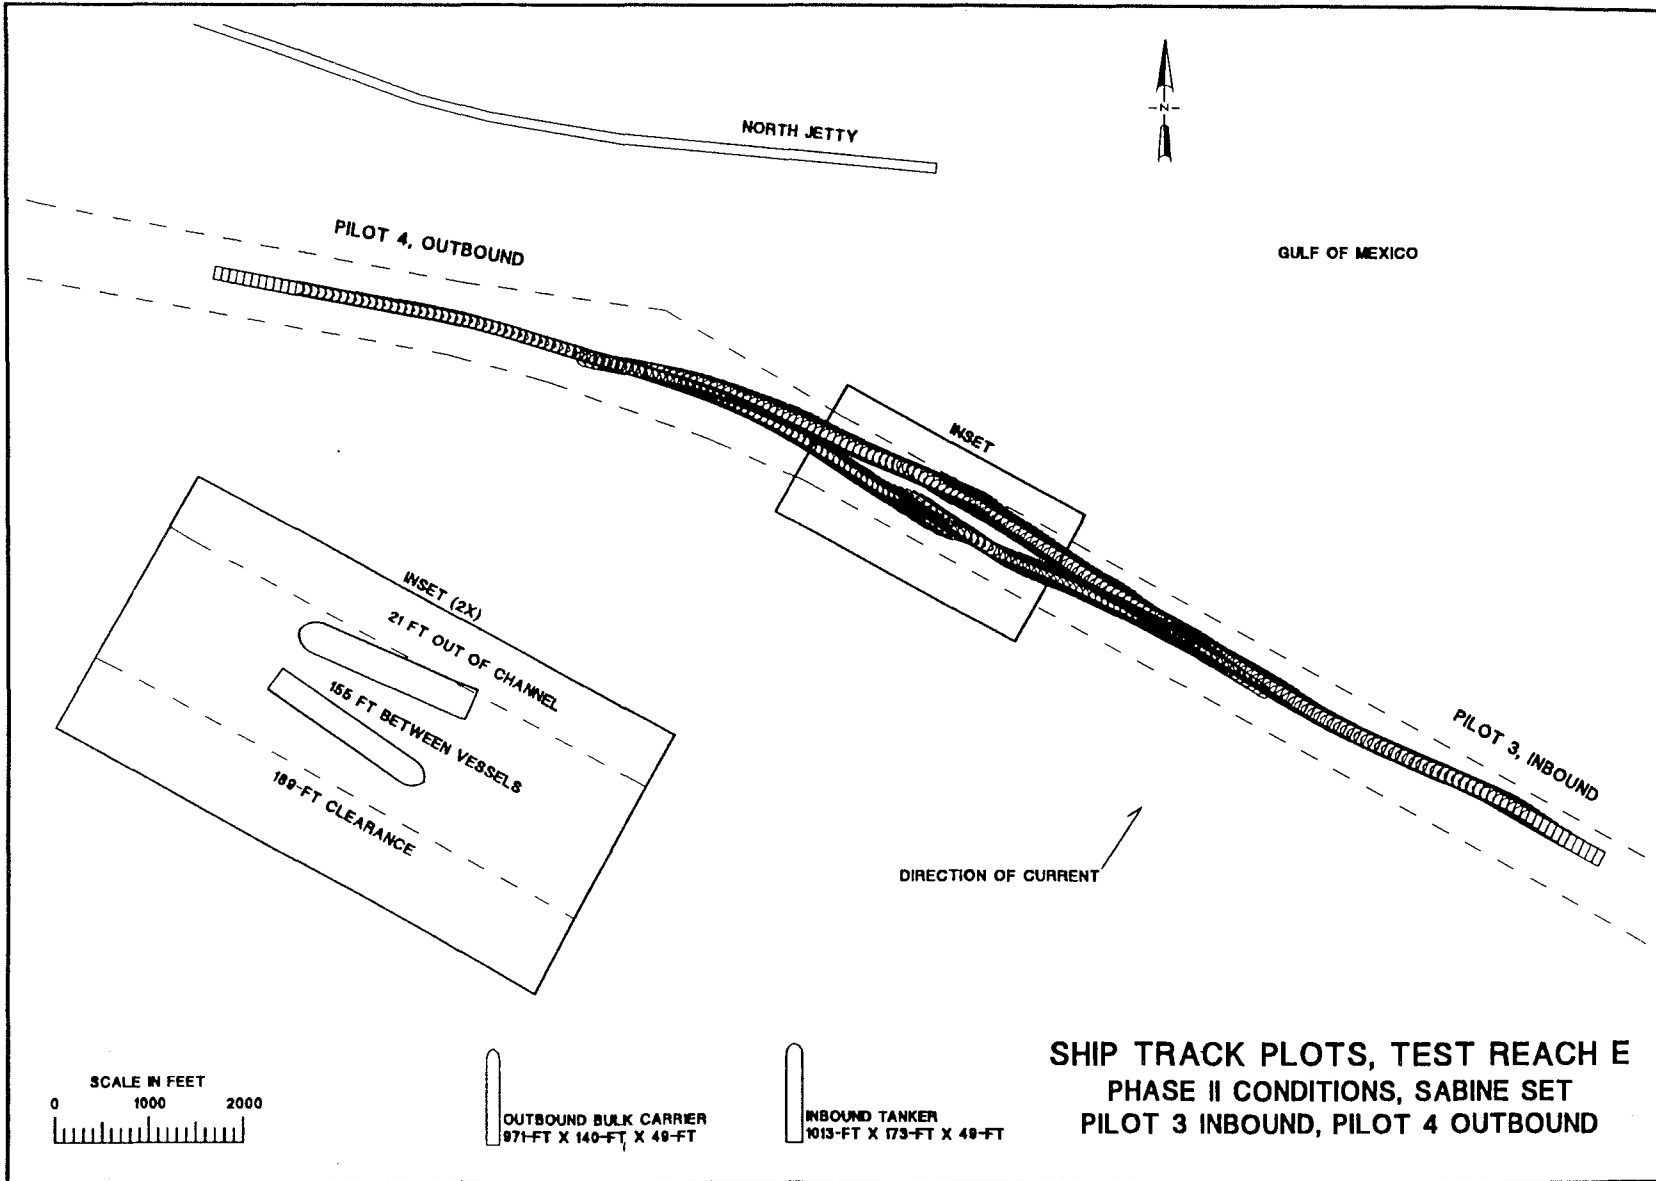 NORTH JETTY
N
PILOT 4, OUTBOUND
GULF OF MEXICO
INSET
INSET (2X)
21 FT OUT OF CHANNEL
155 FT BETWEEN VESSELS
189-FT CLEARANCE
PILOT 3, INBOUND
DIRECTION OF CURRENT
SCALE IN FEET
0 1000 2000
OUTBOUND BULK CARRIER
971-FT X 140-FT X 49-FT
INBOUND TANKER
1013-FT X 173-FT X 49-FT
SHIP TRACK PLOTS, TEST REACH E
PHASE II CONDITIONS, SABINE SET
PILOT 3 INBOUND, PILOT 4 OUTBOUND